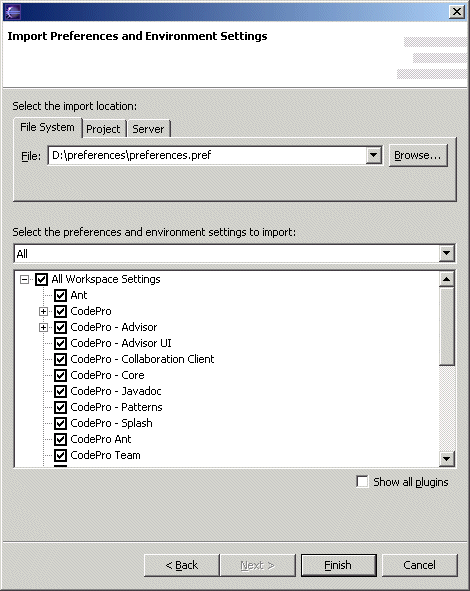 Import Preferences and Environment Settings
Select the import location:
File System Project Server
File: D:\preferences\preferences.pref Browse...
Select the preferences and environment settings to import:
All
All Workspace Settings
Ant
CodePro
CodePro - Advisor
CodePro - Advisor UI
CodePro - Collaboration Client
CodePro - Core
CodePro - Javadoc
CodePro - Patterns
CodePro - Splash
CodePro Ant
CodePro Team
Show all plugins
< Back Next > Finish Cancel